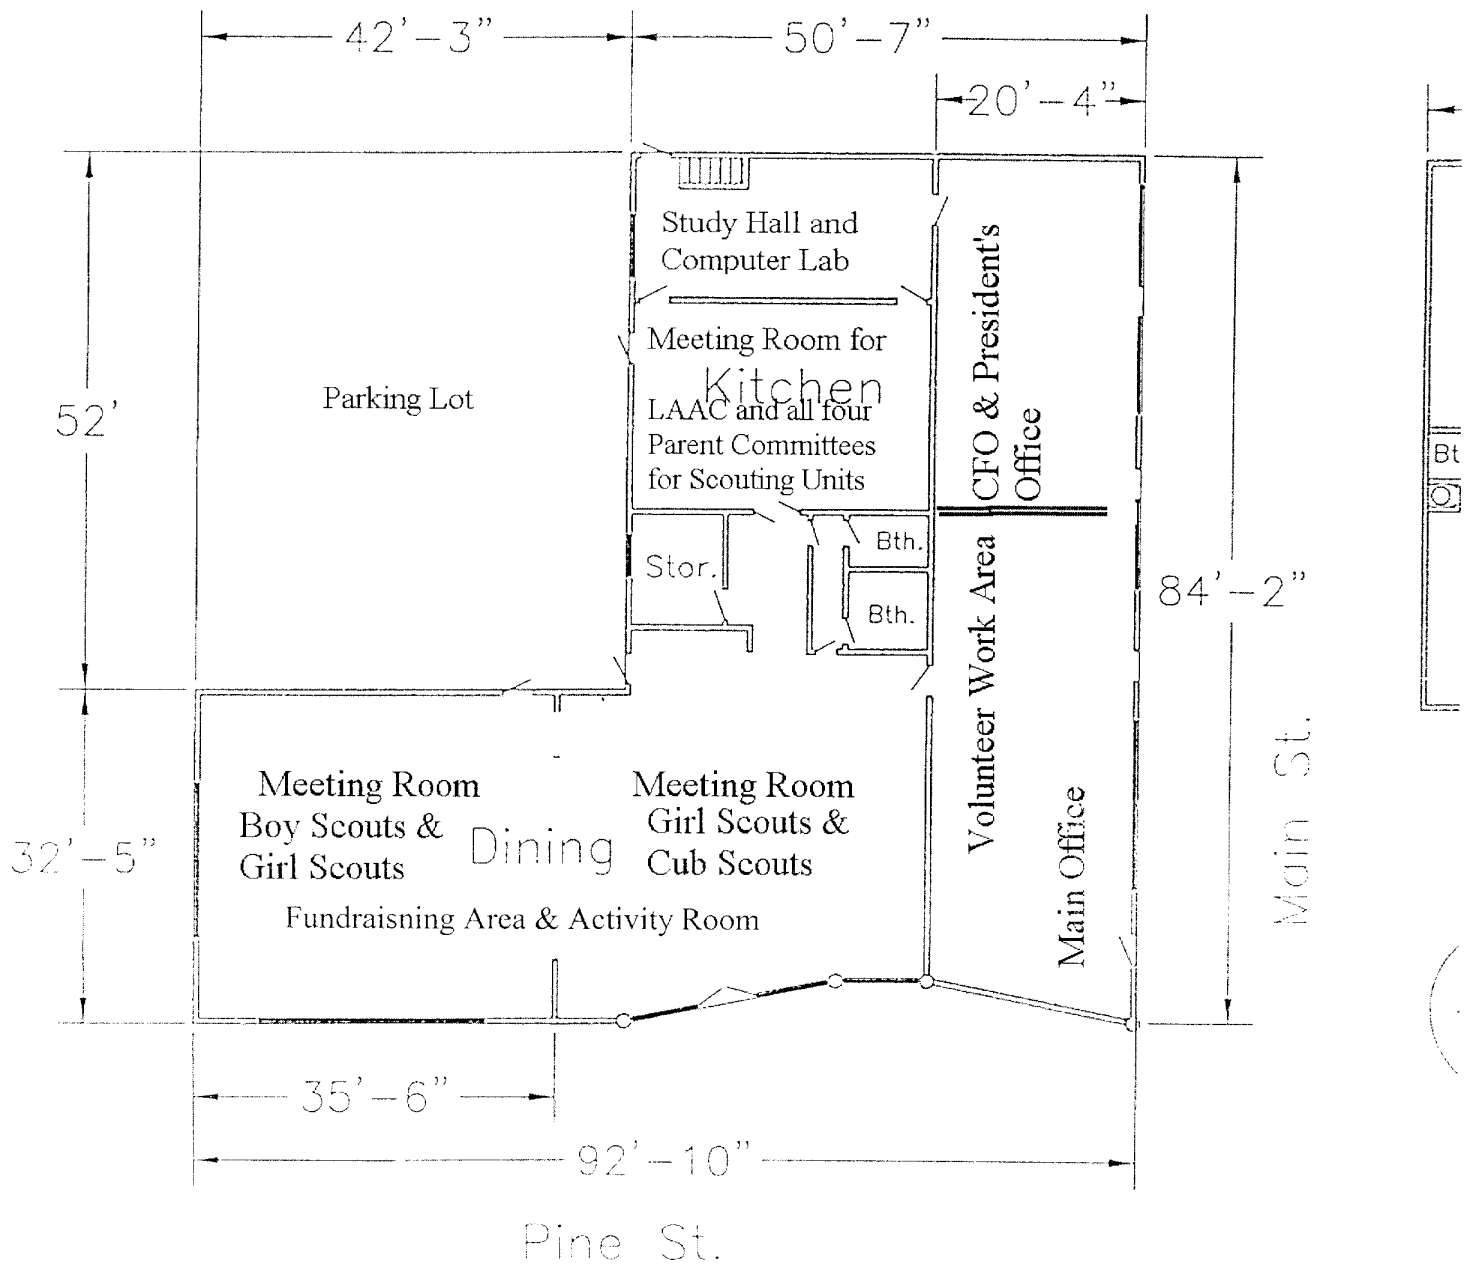 42'-3"
50'-7"
20'-4"
Study Hall and
Computer Lab
Meeting Room for
Kitchen
LAAC and all four
Parent Committees
for Scouting Units
Parking Lot
52'
CFO & President's
Office
Bt
Stor.
Bth.
Bth.
84'-2"
Volunteer Work Area
Main Office
Main St.
Meeting Room
Boy Scouts &
Girl Scouts
Dining
Meeting Room
Girl Scouts &
Cub Scouts
32'-5"
Fundraisning Area & Activity Room
35'-6"
92'-10"
Pine St.